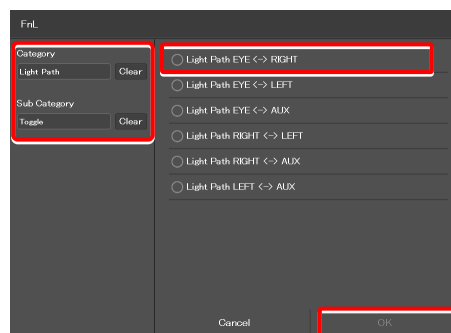 FnL
Category
Light Path Clear
Sub Category
Toggle Clear
Light Path EYE <-> RIGHT
Light Path EYE <-> LEFT
Light Path EYE <-> AUX
Light Path RIGHT <-> LEFT
Light Path RIGHT <-> AUX
Light Path LEFT <-> AUX
Cancel OK